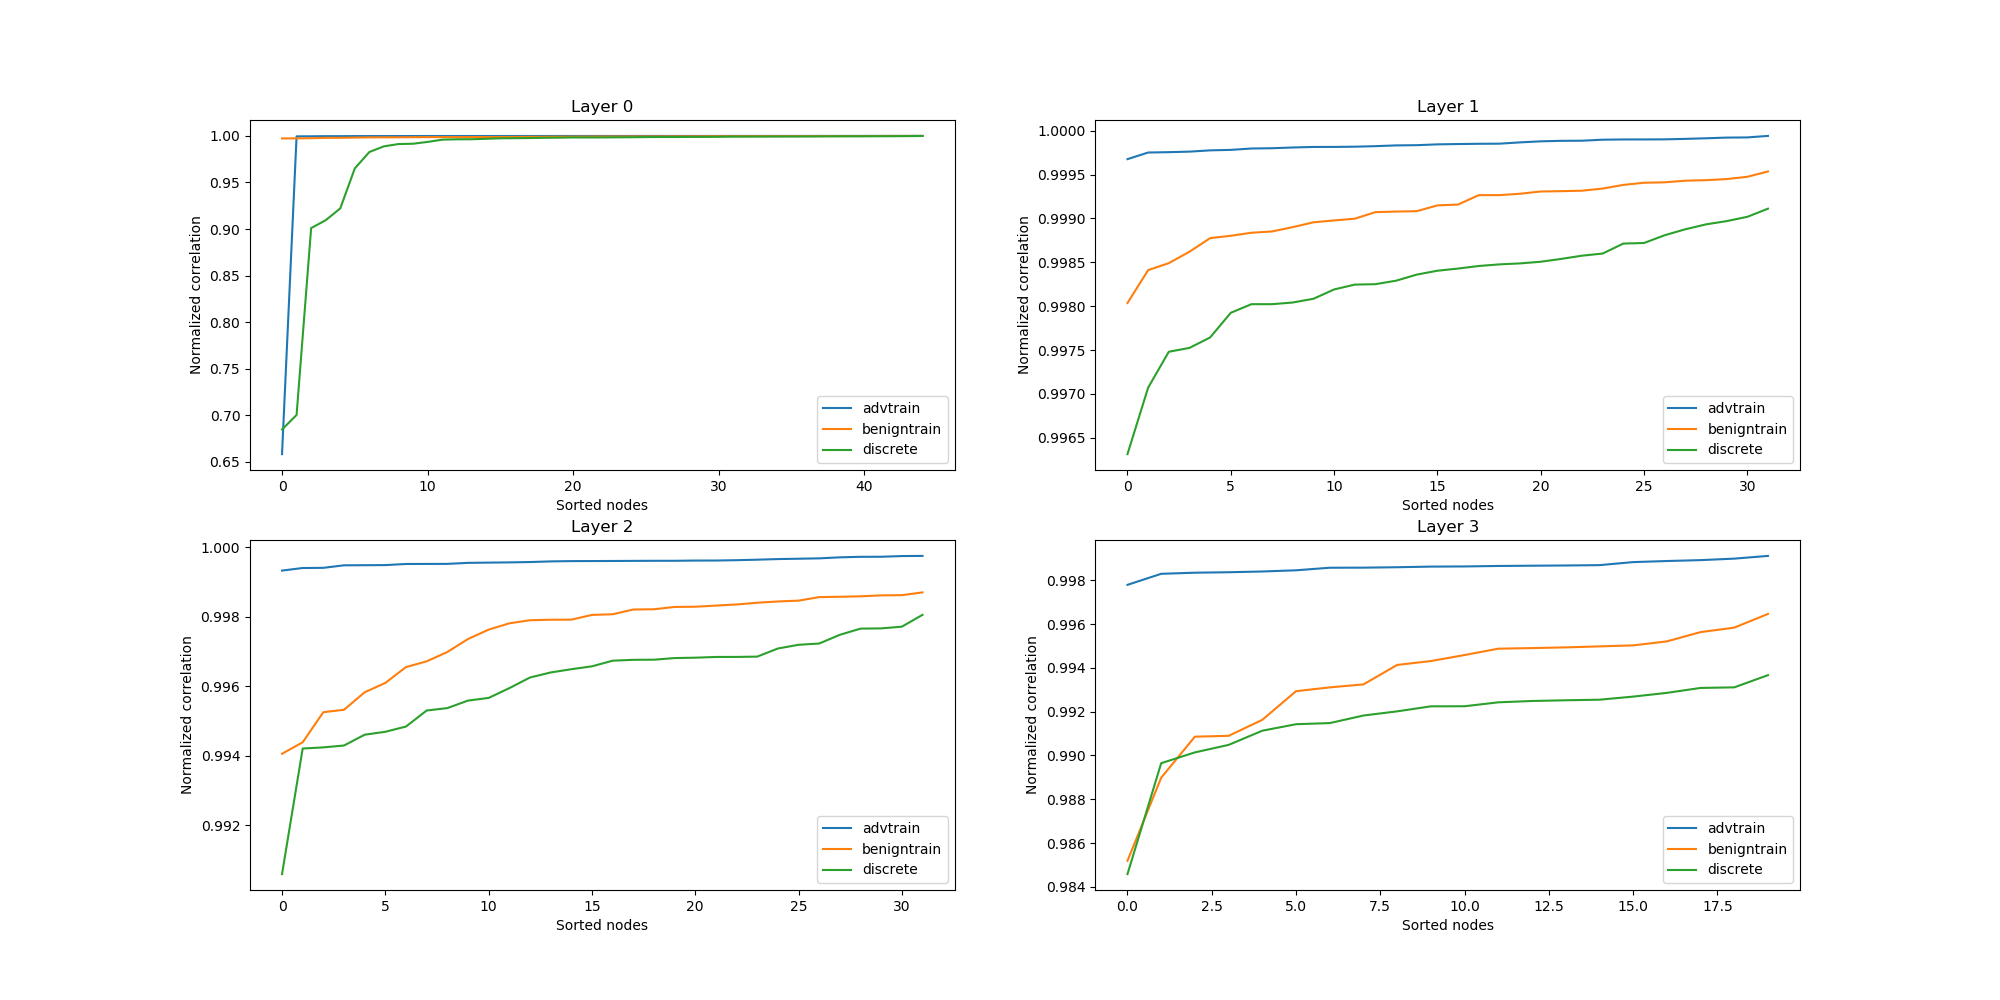 Layer 0
1.00
0.95
0.90
0.85
0.80
0.75
0.70
0.65
Normalized correlation
advtrain
benigntrain
discrete
0 10 20 30 40
Sorted nodes
Layer 1
1.0000
0.9995
0.9990
0.9985
0.9980
0.9975
0.9970
0.9965
Normalized correlation
advtrain
benigntrain
discrete
0 5 10 15 20 25 30
Sorted nodes
Layer 2
1.000
0.998
0.996
0.994
0.992
Normalized correlation
advtrain
benigntrain
discrete
0 5 10 15 20 25 30
Sorted nodes
Layer 3
0.998
0.996
0.994
0.992
0.990
0.988
0.986
0.984
Normalized correlation
advtrain
benigntrain
discrete
0.0 2.5 5.0 7.5 10.0 12.5 15.0 17.5
Sorted nodes